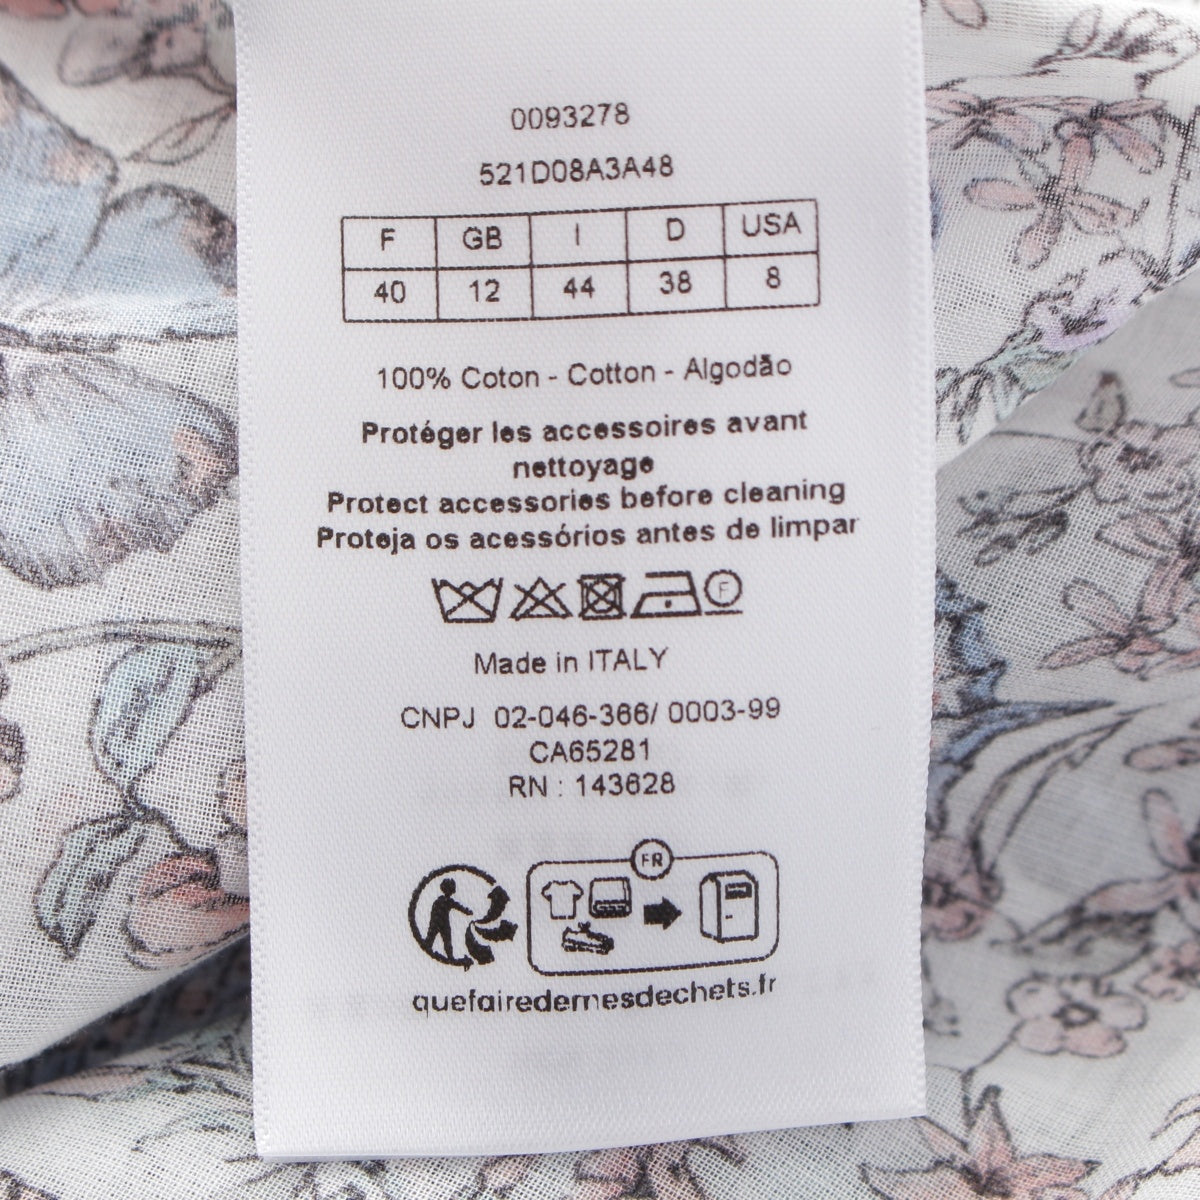 0093278
521D08A3A48
F GB I D USA
40 12 44 38 8
100% Coton - Cotton - Algodão
Protéger les accessoires avant
nettoyage
Protect accessories before cleaning
Proteja os acessórios antes de limpar
F
Made in ITALY
CNPJ 02-046-366/ 0003-99
CA65281
RN : 143628
FR
quefairedemesdechets.fr